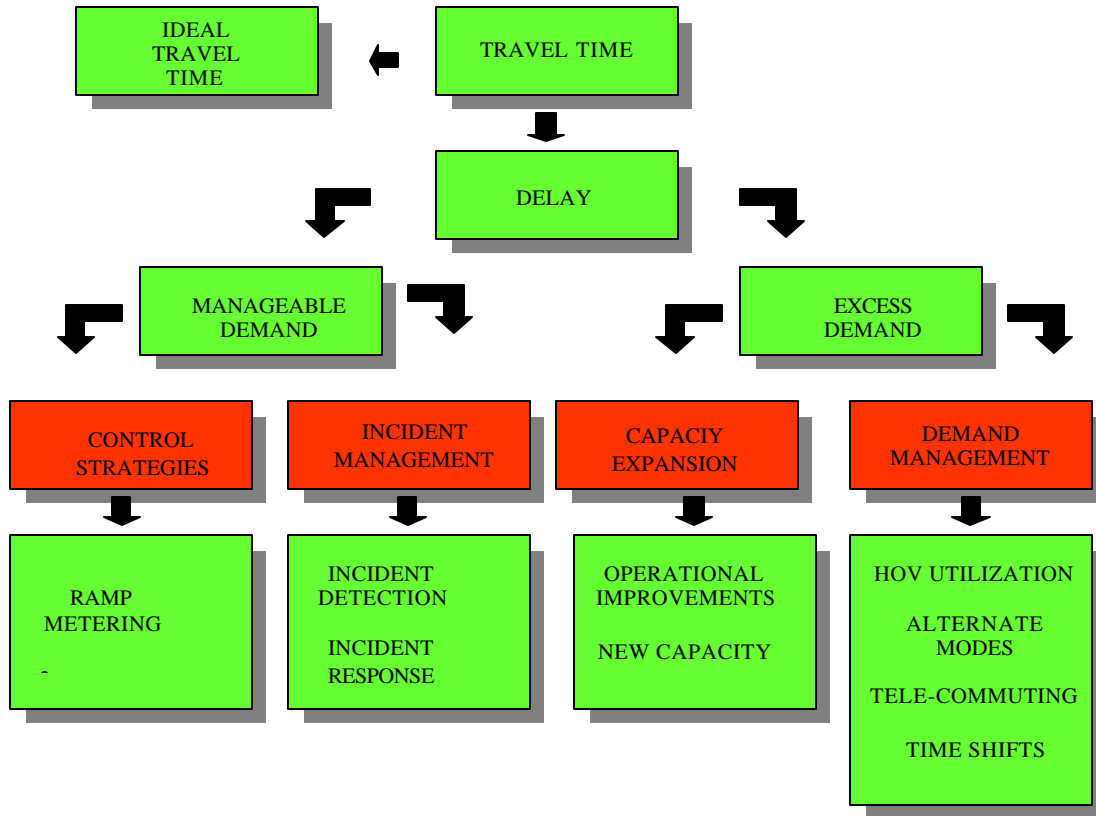 IDEAL
TRAVEL
TIME
TRAVEL TIME
DELAY
MANAGEABLE
DEMAND
EXCESS
DEMAND
CONTROL
STRATEGIES
INCIDENT
MANAGEMENT
CAPACIY
EXPANSION
DEMAND
MANAGEMENT
RAMP
METERING
-
INCIDENT
DETECTION
INCIDENT
RESPONSE
OPERATIONAL
IMPROVEMENTS
NEW CAPACITY
HOV UTILIZATION
ALTERNATE
MODES
TELE-COMMUTING
TIME SHIFTS